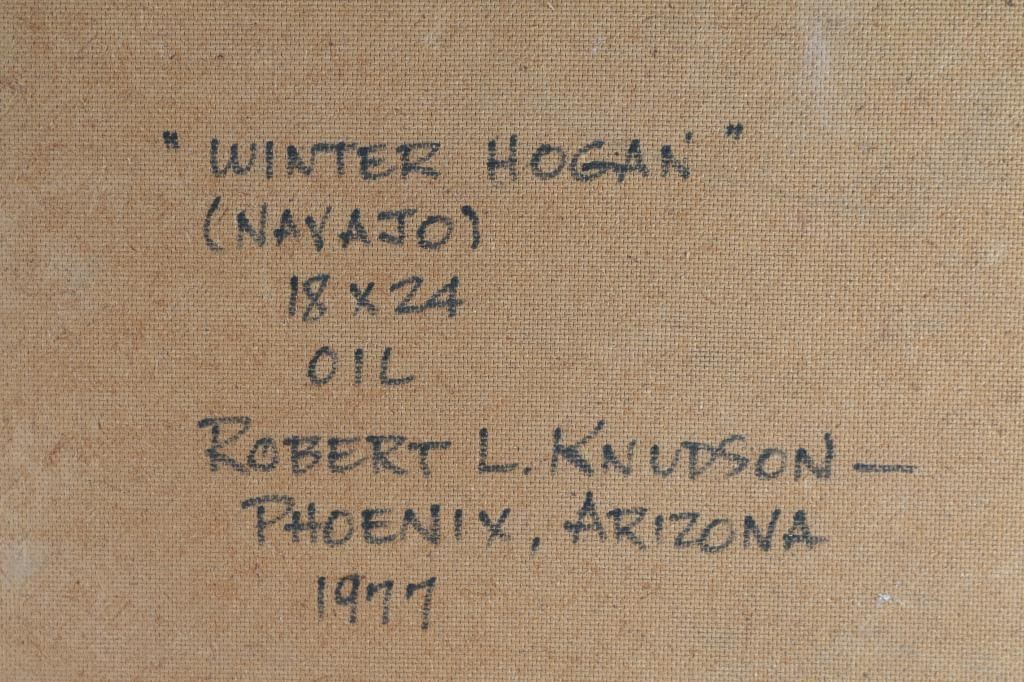 "WINTER HOGAN"
(NAVAJO)
18 x 24
OIL
ROBERT L. KNUDSON —
PHOENIX, ARIZONA
1977